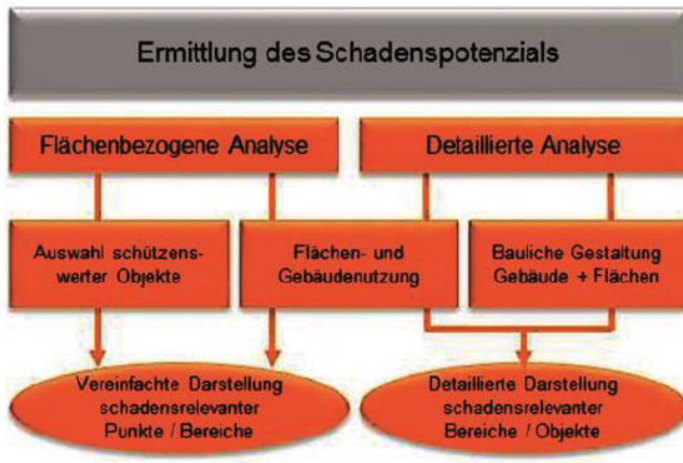 Ermittlung des Schadenspotenzials
Flächenbezogene Analyse
Detaillierte Analyse
Auswahl schützens-
werter Objekte
Flächen- und
Gebäudenutzung
Bauliche Gestaltung
Gebäude + Flächen
Vereinfachte Darstellung
schadensrelevanter
Punkte / Bereiche
Detaillierte Darstellung
schadensrelevanter
Bereiche / Objekte